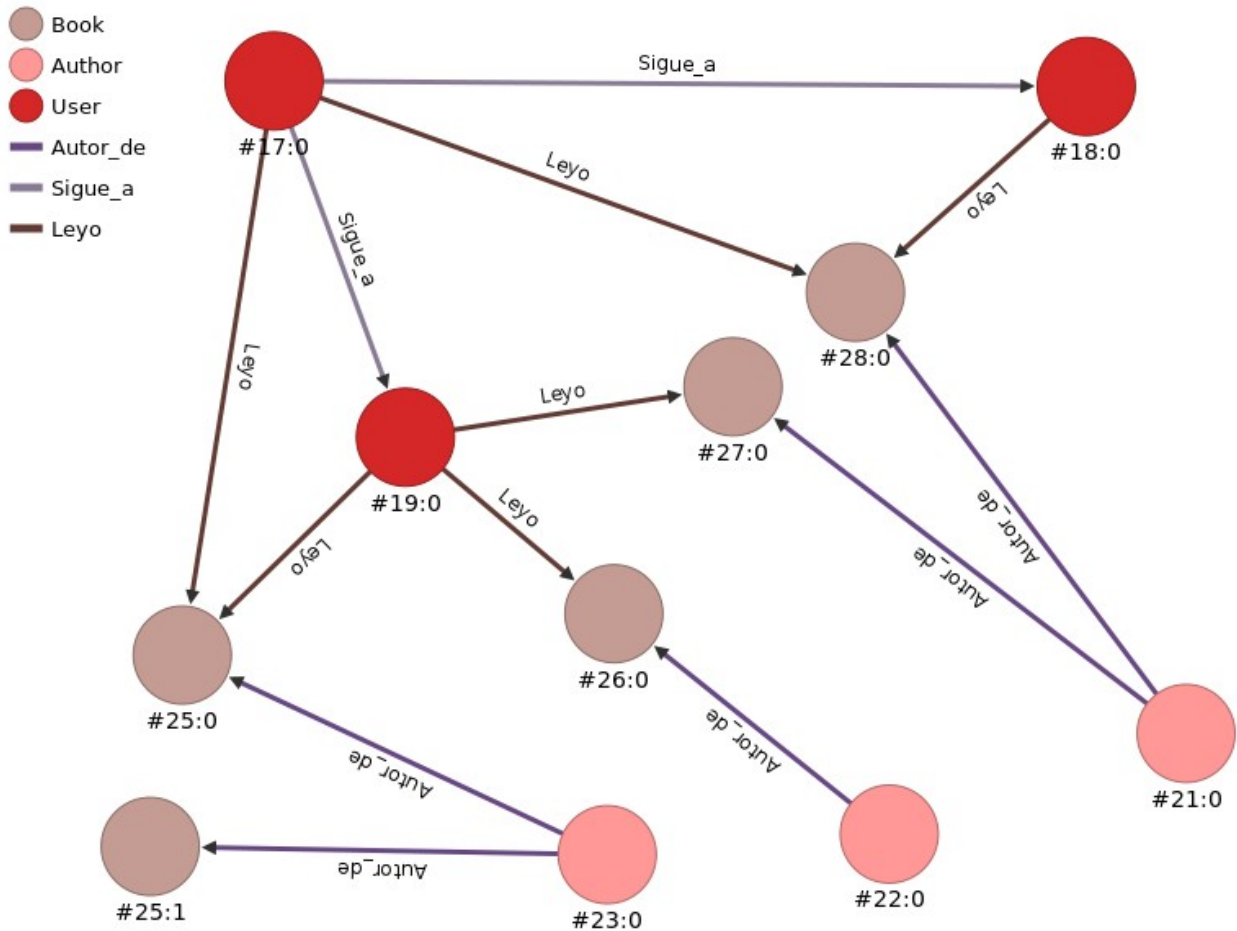 Book
Author
User
Autor_de
Sigue_a
Leyo
Sigue_a
#17:0
#18:0
Leyo
Leyo
Sigue_a
#28:0
Leyo
Leyo
#27:0
#19:0
Leyo
Autor_de
Leyo
Autor_de
#26:0
#25:0
Autor_de
Autor_de
#21:0
Autor_de
#22:0
#25:1
#23:0